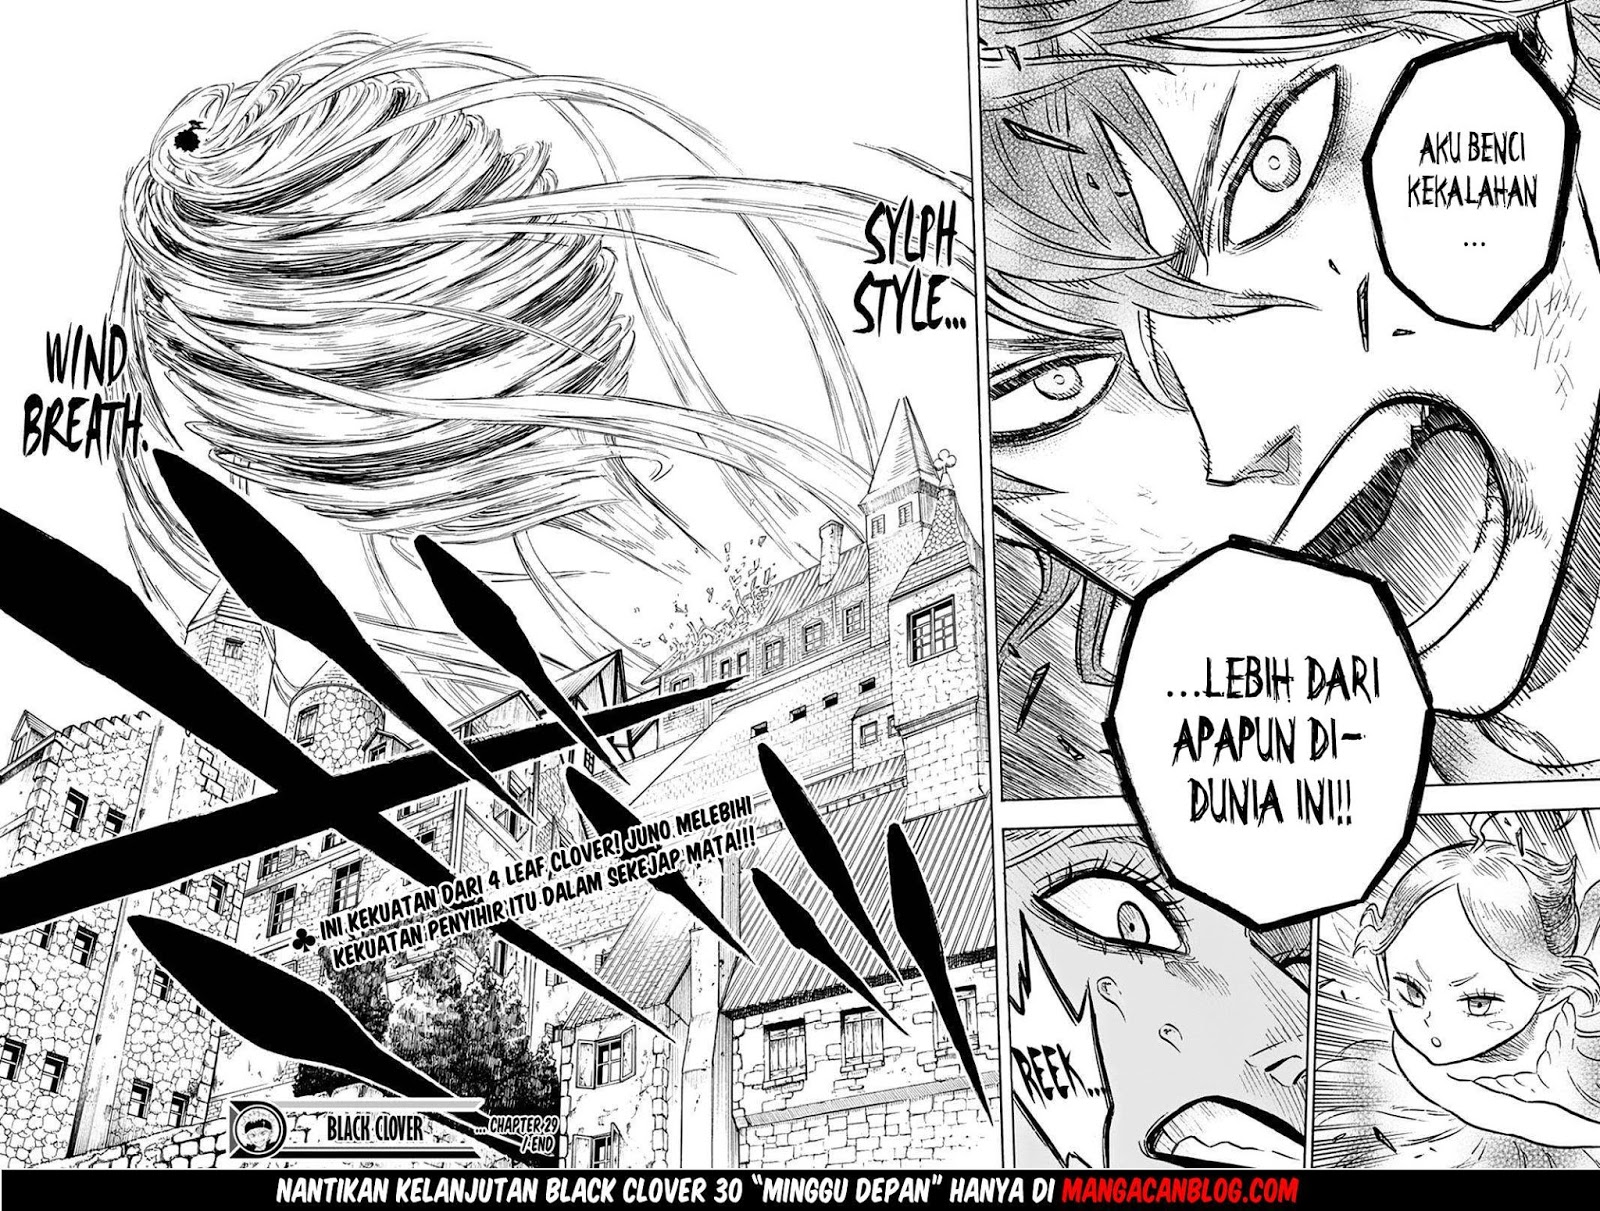 AKU BENCI
KEKALAHAN
...
...LEBIH DARI
APAPUN DI-
DUNIA INI!!
REEK...
SYLPH
STYLE...
WIND
BREATH.
♣ INI KEKUATAN DARI 4 LEAF CLOVER! JUNO MELEBIHI
KEKUATAN PENYIHIR ITU DALAM SEKEJAP MATA!!!
BLACK CLOVER
... CHAPTER 29
/-END
NANTIKAN KELANJUTAN BLACK CLOVER 30 "MINGGU DEPAN" HANYA DI MANGACANBLOG.COM